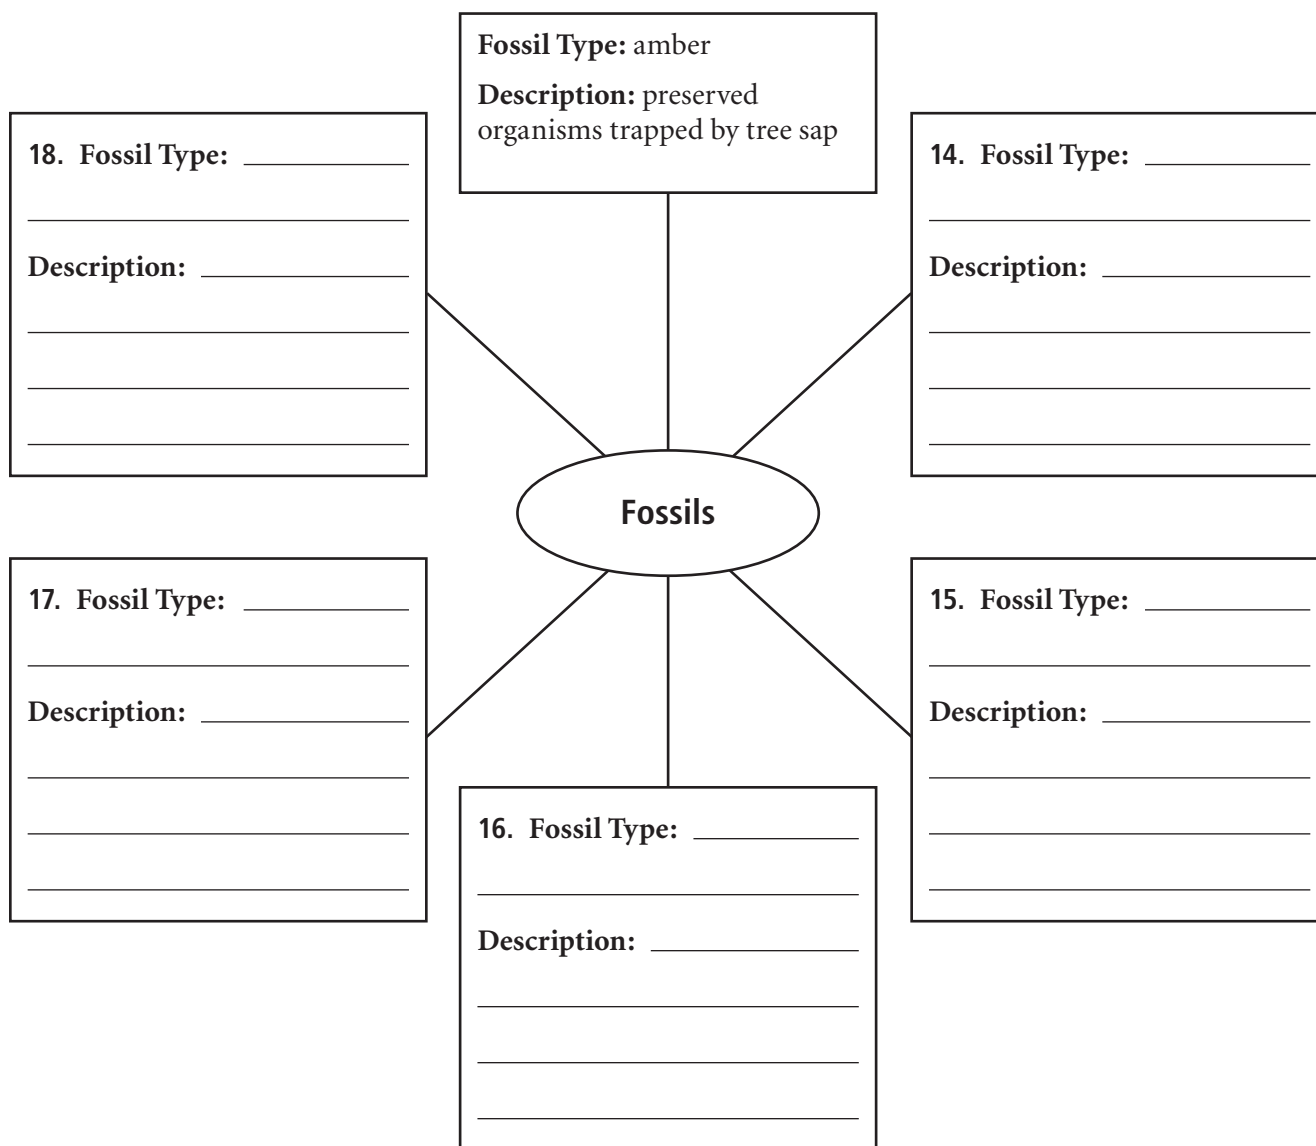 Fossil Type: amber
Description: preserved
organisms trapped by tree sap
18. Fossil Type:
Description:
14. Fossil Type:
Description:
Fossils
17. Fossil Type:
Description:
15. Fossil Type:
Description:
16. Fossil Type:
Description: